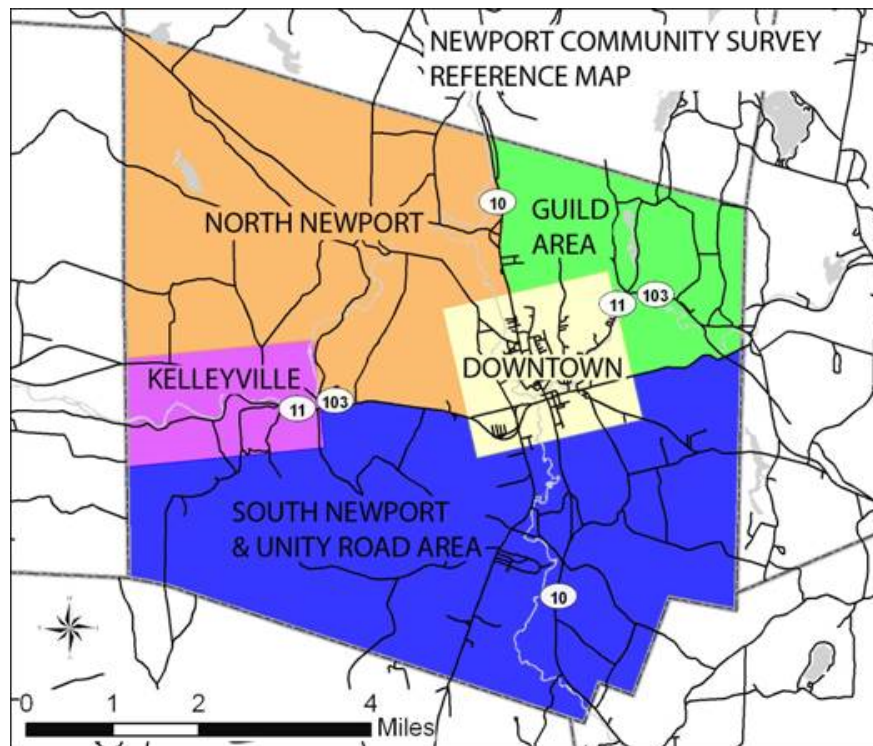 NEWPORT COMMUNITY SURVEY
REFERENCE MAP
10
NORTH NEWPORT
GUILD
AREA
11
103
KELLEYVILLE
DOWNTOWN
11
103
SOUTH NEWPORT
& UNITY ROAD AREA
10
0 1 2 4
Miles